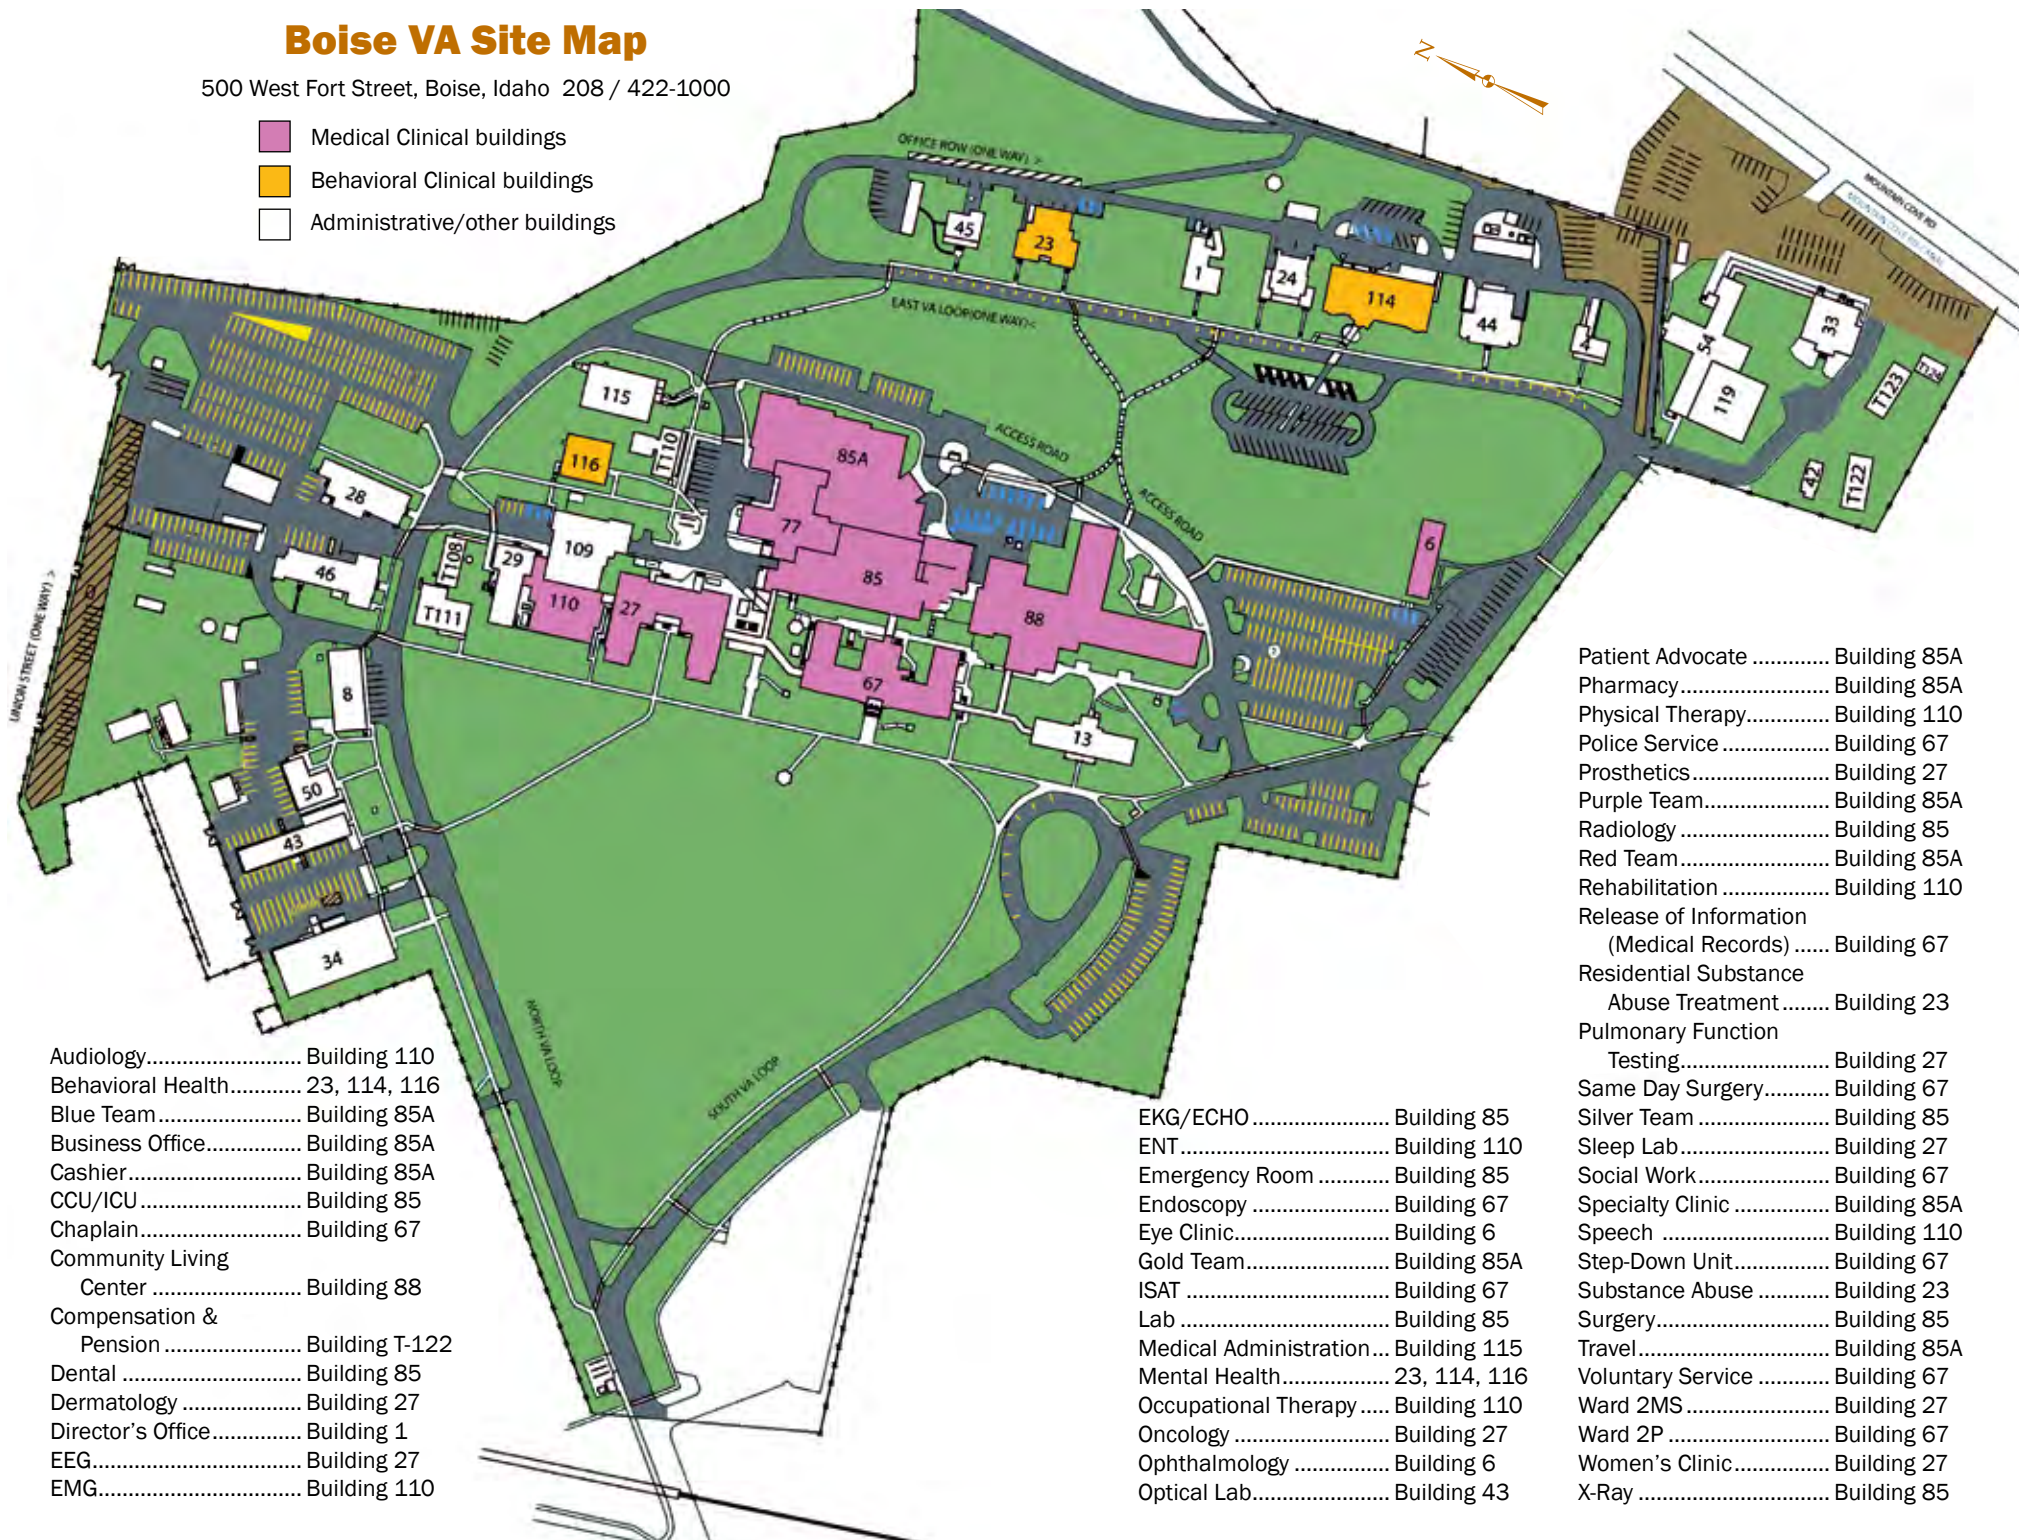 Boise VA Site Map
500 West Fort Street, Boise, Idaho  208 / 422-1000
Medical Clinical buildings
Behavioral Clinical buildings
Administrative/other buildings
N
OFFICE ROW (ONE WAY) >
MOUNTAIN COVE RD.
MOUNTAIN COVE RD CANAL
45
23
1
24
114
44
4
54
33
119
T123
T124
42
T122
EAST VA LOOP(ONE WAY)<
115
116
T110
85A
ACCESS ROAD
ACCESS ROAD
28
77
6
109
29
T108
46
85
110
27
T111
88
UNION STREET (ONE WAY) >
67
8
13
50
43
34
NORTH VA LOOP
SOUTH VA LOOP
Audiology....................... Building 110
Behavioral Health........... 23, 114, 116
Blue Team ..................... Building 85A
Business Office.............. Building 85A
Cashier.......................... Building 85A
CCU/ICU ........................ Building 85
Chaplain........................ Building 67
Community Living
Center ...................... Building 88
Compensation &
Pension ..................... Building T-122
Dental ........................... Building 85
Dermatology .................. Building 27
Director's Office............. Building 1
EEG................................ Building 27
EMG............................... Building 110
EKG/ECHO ..................... Building 85
ENT................................ Building 110
Emergency Room ........... Building 85
Endoscopy ..................... Building 67
Eye Clinic....................... Building 6
Gold Team...................... Building 85A
ISAT ............................... Building 67
Lab ................................ Building 85
Medical Administration... Building 115
Mental Health................. 23, 114, 116
Occupational Therapy ..... Building 110
Oncology ........................ Building 27
Ophthalmology ............... Building 6
Optical Lab..................... Building 43
Patient Advocate ............. Building 85A
Pharmacy....................... Building 85A
Physical Therapy............. Building 110
Police Service ................. Building 67
Prosthetics..................... Building 27
Purple Team................... Building 85A
Radiology ....................... Building 85
Red Team....................... Building 85A
Rehabilitation ................. Building 110
Release of Information
(Medical Records) ...... Building 67
Residential Substance
Abuse Treatment ........ Building 23
Pulmonary Function
Testing....................... Building 27
Same Day Surgery........... Building 67
Silver Team .................... Building 85
Sleep Lab....................... Building 27
Social Work..................... Building 67
Specialty Clinic ............... Building 85A
Speech .......................... Building 110
Step-Down Unit............... Building 67
Substance Abuse ............ Building 23
Surgery........................... Building 85
Travel............................. Building 85A
Voluntary Service ............ Building 67
Ward 2MS ...................... Building 27
Ward 2P ......................... Building 67
Women's Clinic............... Building 27
X-Ray ............................. Building 85